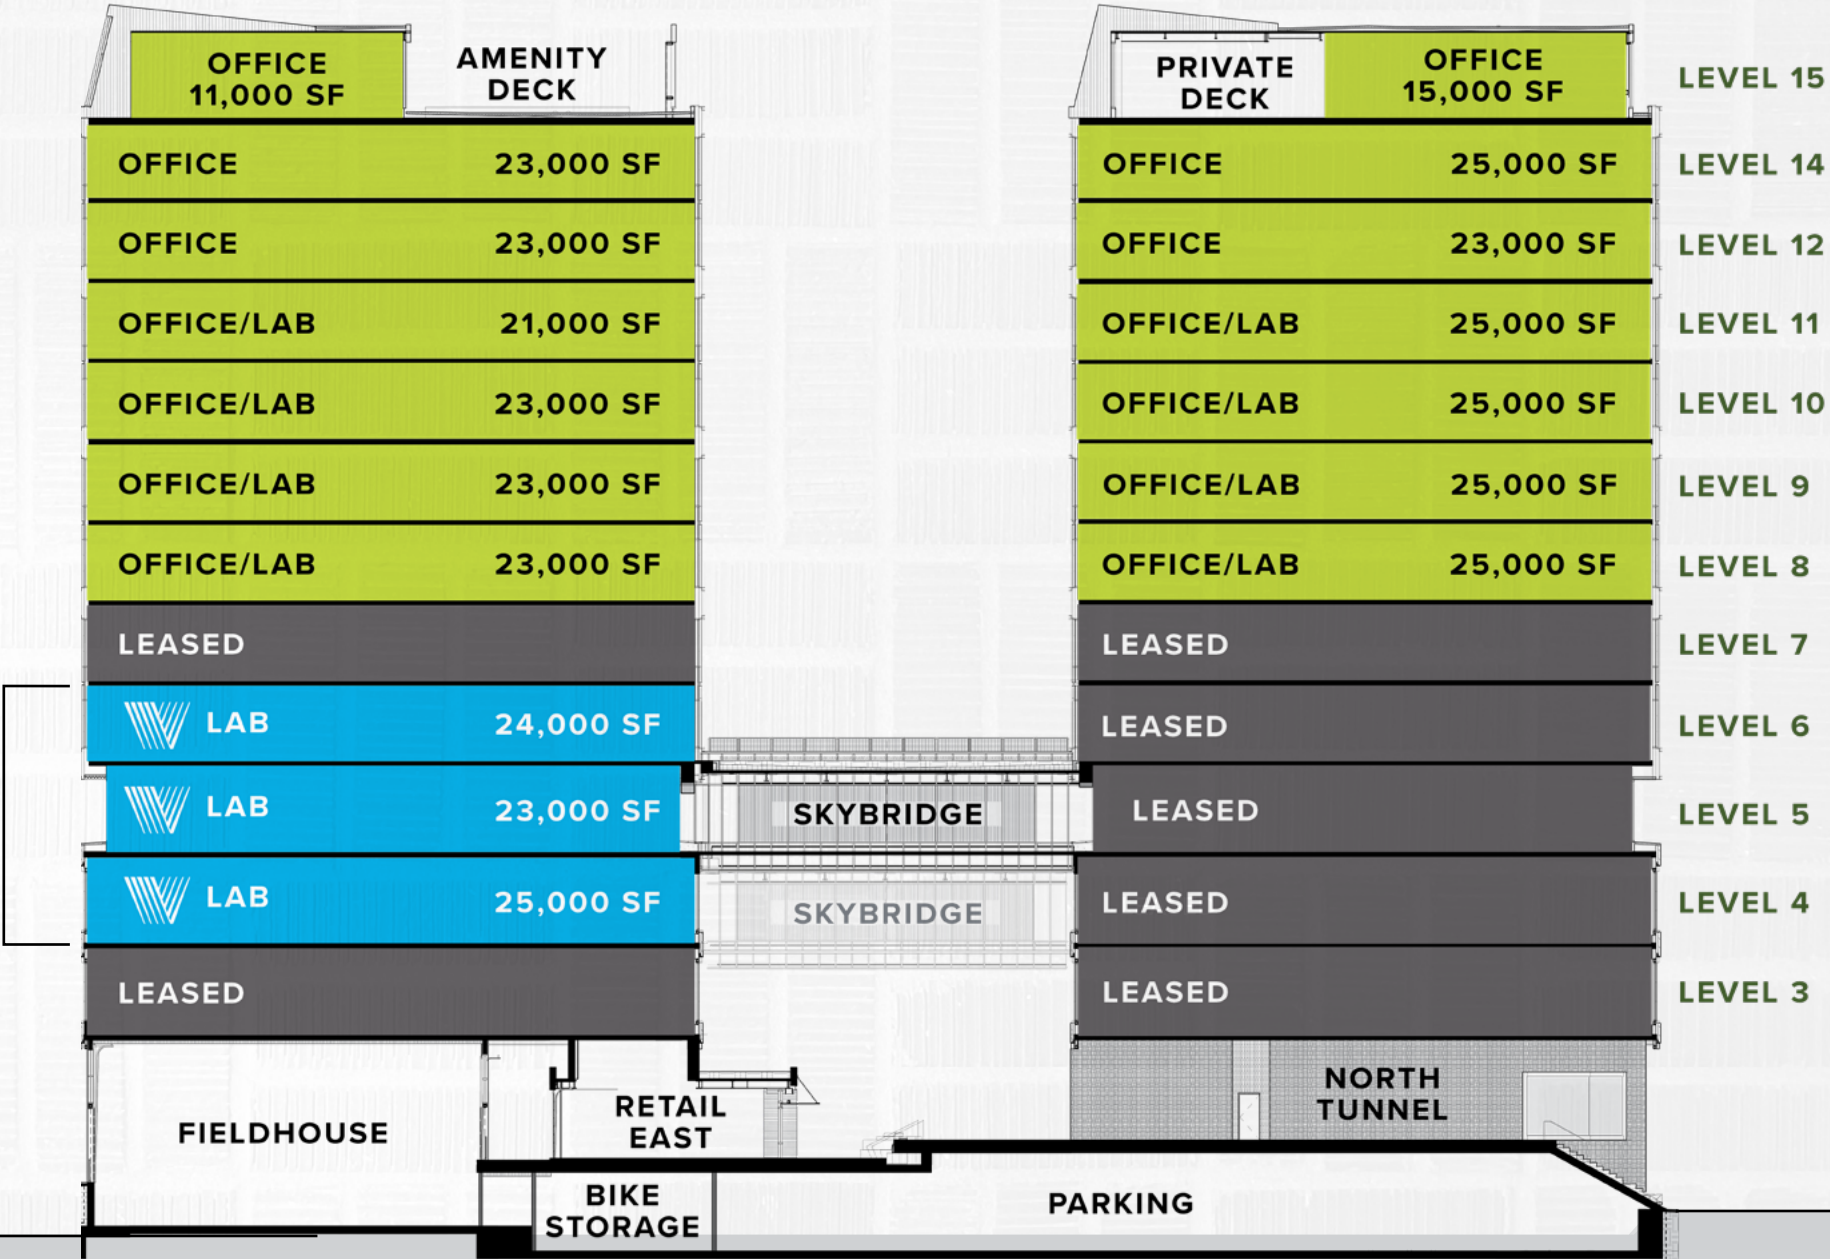 OFFICE
11,000 SF
AMENITY
DECK
PRIVATE
DECK
OFFICE
15,000 SF
LEVEL 15
OFFICE 23,000 SF
OFFICE 25,000 SF
LEVEL 14
OFFICE 23,000 SF
OFFICE 23,000 SF
LEVEL 12
OFFICE/LAB 21,000 SF
OFFICE/LAB 25,000 SF
LEVEL 11
OFFICE/LAB 23,000 SF
OFFICE/LAB 25,000 SF
LEVEL 10
OFFICE/LAB 23,000 SF
OFFICE/LAB 25,000 SF
LEVEL 9
OFFICE/LAB 23,000 SF
OFFICE/LAB 25,000 SF
LEVEL 8
LEASED
LEASED
LEVEL 7
LAB 24,000 SF
LEASED
LEVEL 6
LAB 23,000 SF
SKYBRIDGE
LEASED
LEVEL 5
LAB 25,000 SF
SKYBRIDGE
LEASED
LEVEL 4
LEASED
LEASED
LEVEL 3
FIELDHOUSE
RETAIL
EAST
NORTH
TUNNEL
BIKE
STORAGE
PARKING